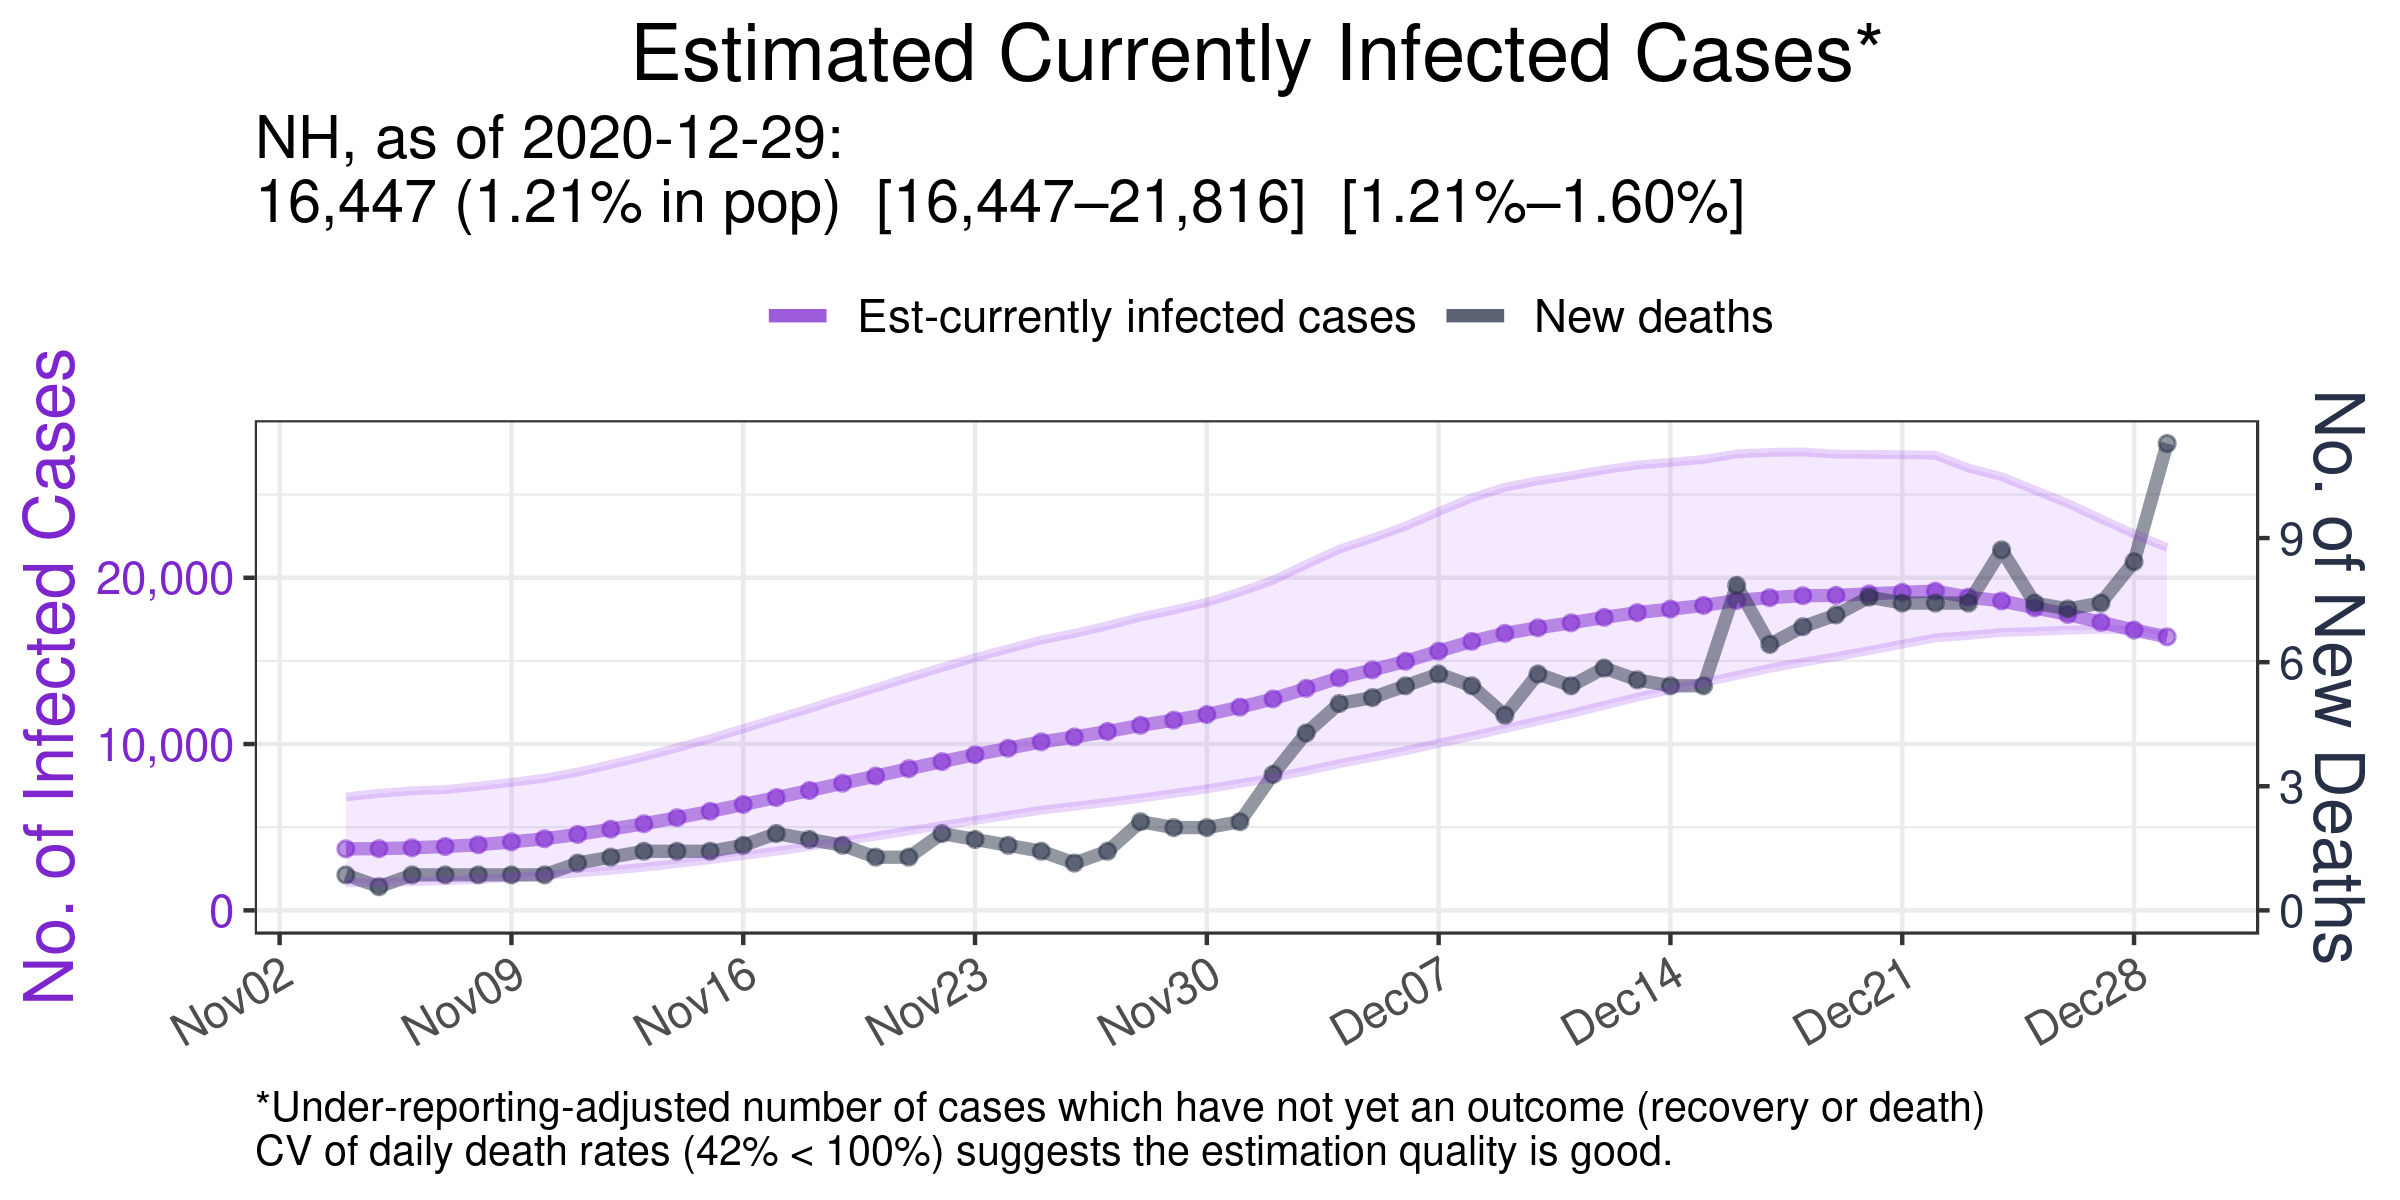 Estimated Currently Infected Cases*
NH, as of 2020-12-29:
16,447 (1.21% in pop)  [16,447–21,816]  [1.21%–1.60%]
Est-currently infected cases
New deaths
No. of Infected Cases
20,000
10,000
0
No. of New Deaths
9
6
3
0
Nov02
Nov09
Nov16
Nov23
Nov30
Dec07
Dec14
Dec21
Dec28
*Under-reporting-adjusted number of cases which have not yet an outcome (recovery or death)
CV of daily death rates (42% < 100%) suggests the estimation quality is good.